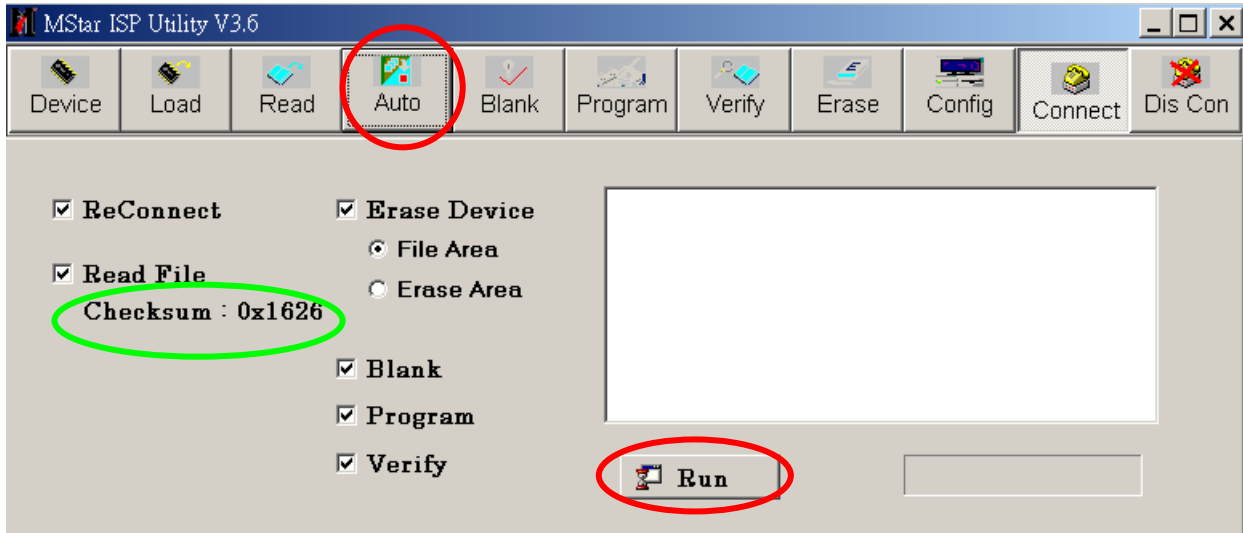 MStar ISP Utility V3.6
Device Load Read Auto Blank Program Verify Erase Config Connect Dis Con
ReConnect
Erase Device
File Area
Read File
Erase Area
Checksum : 0x1626
Blank
Program
Verify
Run